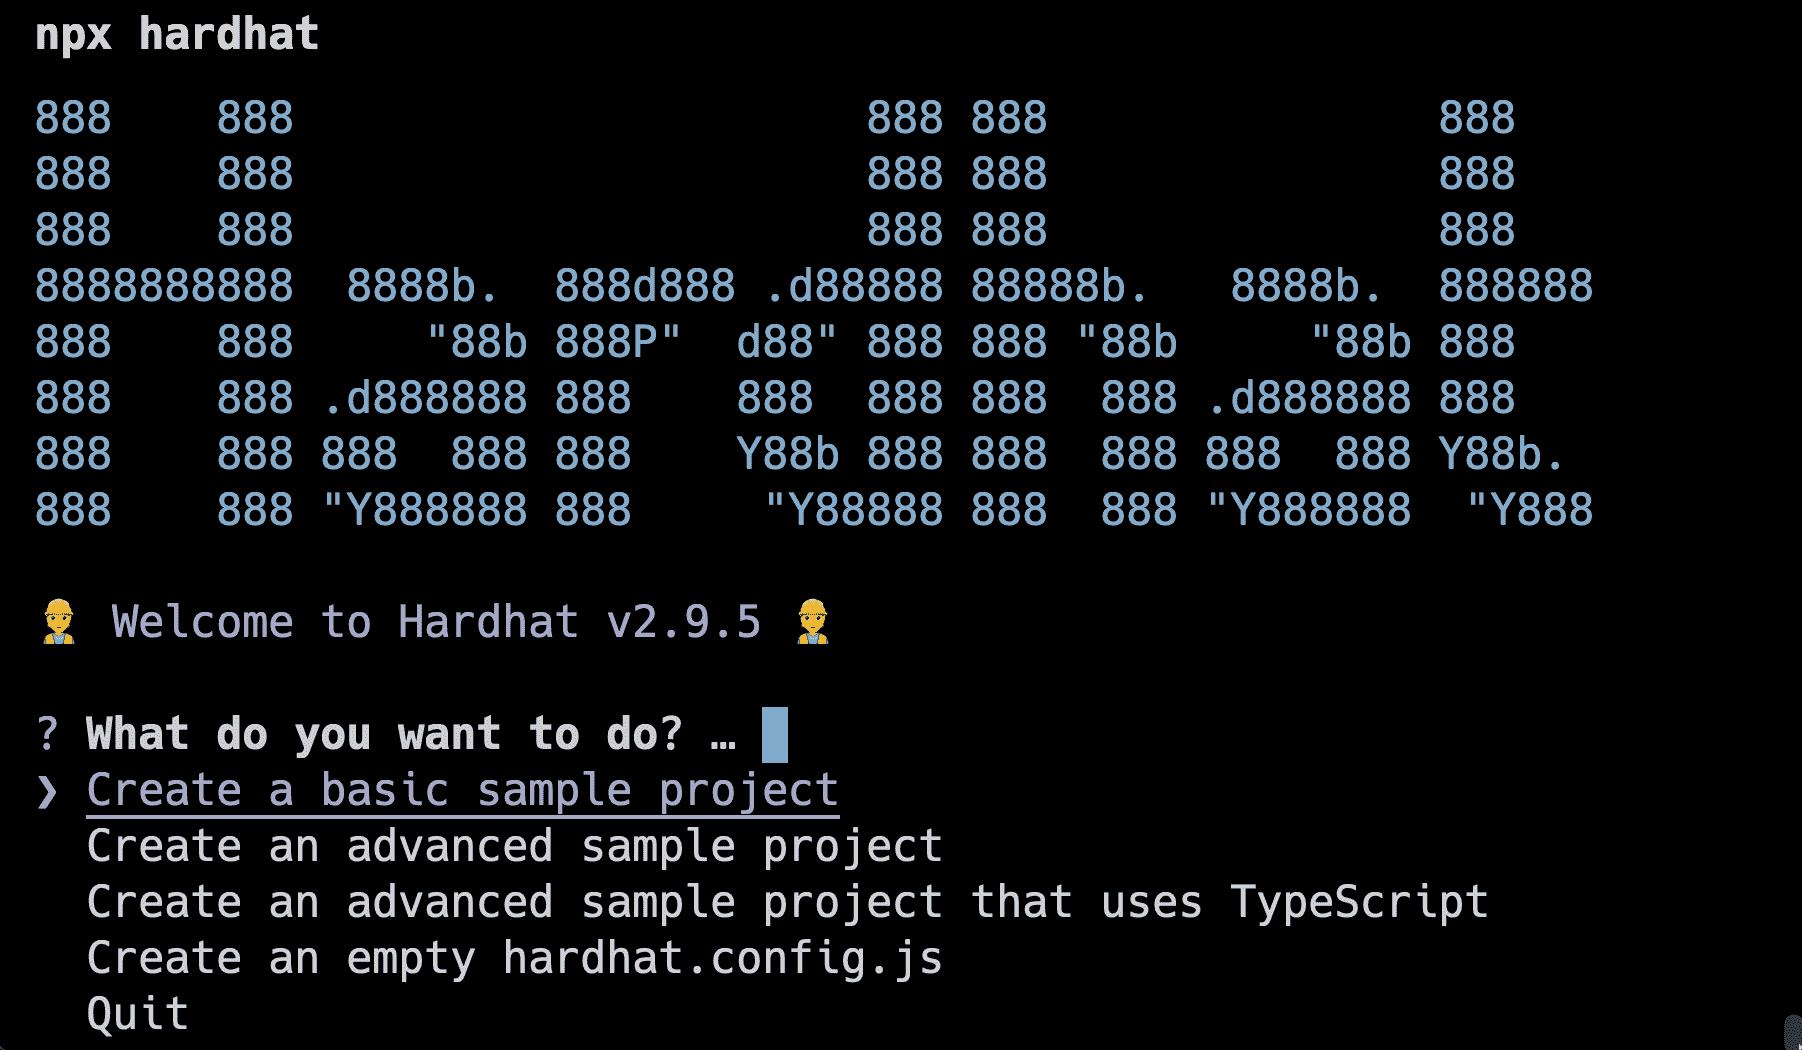 npx hardhat
888    888                      888 888               888
888    888                      888 888               888
888    888                      888 888               888
8888888888  8888b.  888d888 .d88888 88888b.   8888b.  888888
888    888     "88b 888P"  d88" 888 888 "88b     "88b 888
888    888 .d888888 888    888  888 888  888 .d888888 888
888    888 888  888 888    Y88b 888 888  888 888  888 Y88b.
888    888 "Y888888 888     "Y88888 888  888 "Y888888  "Y888
👷 Welcome to Hardhat v2.9.5 👷
? What do you want to do? …
❯ Create a basic sample project
Create an advanced sample project
Create an advanced sample project that uses TypeScript
Create an empty hardhat.config.js
Quit